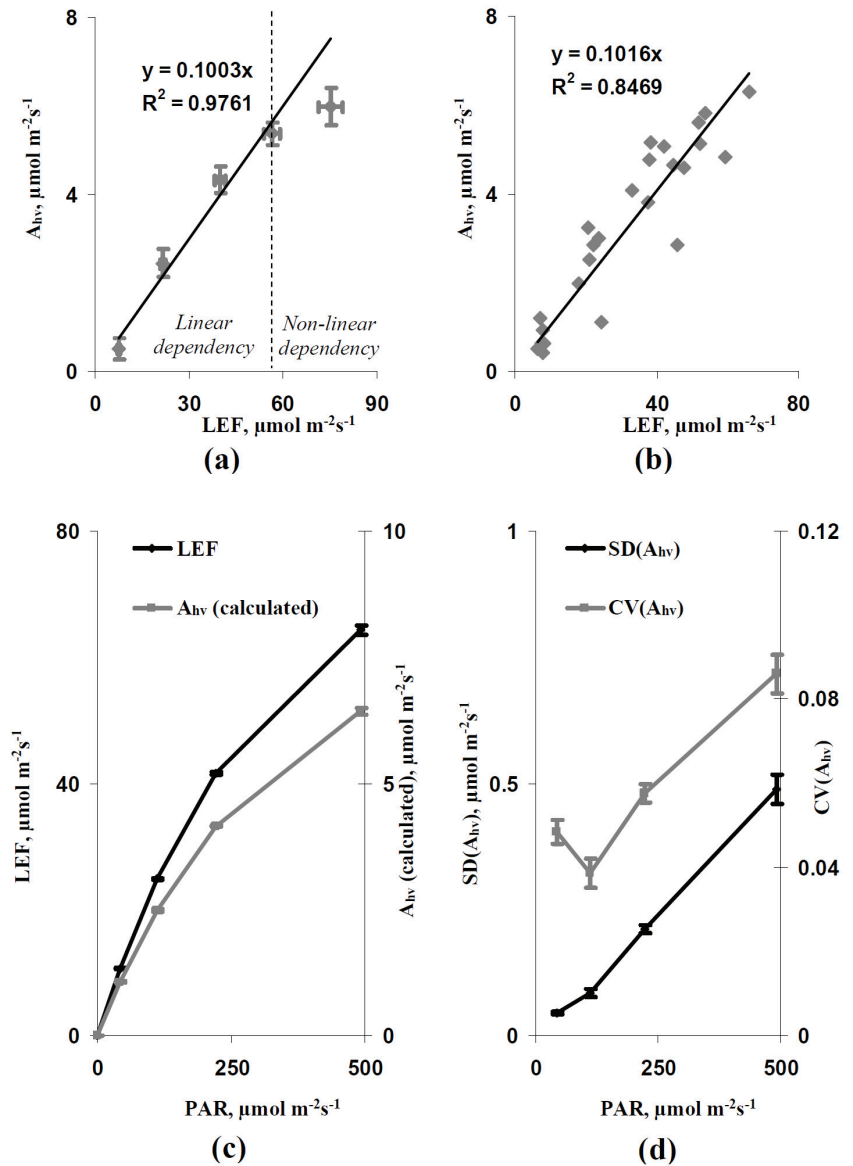 8
y = 0.1003x
R² = 0.9761
Aₕᵥ, µmol m⁻²s⁻¹
4
Linear dependency
Non-linear dependency
0
0 30 60 90
LEF, µmol m⁻²s⁻¹
(a)
8
y = 0.1016x
R² = 0.8469
Aₕᵥ, µmol m⁻²s⁻¹
4
0
0 40 80
LEF, µmol m⁻²s⁻¹
(b)
80
10
LEF
Aₕᵥ (calculated)
LEF, µmol m⁻²s⁻¹
40
5
Aₕᵥ (calculated), µmol m⁻²s⁻¹
0
0
0 250 500
PAR, µmol m⁻²s⁻¹
(c)
1
0.12
SD(Aₕᵥ)
CV(Aₕᵥ)
0.08
SD(Aₕᵥ), µmol m⁻²s⁻¹
0.5
CV(Aₕᵥ)
0.04
0
0
0 250 500
PAR, µmol m⁻²s⁻¹
(d)